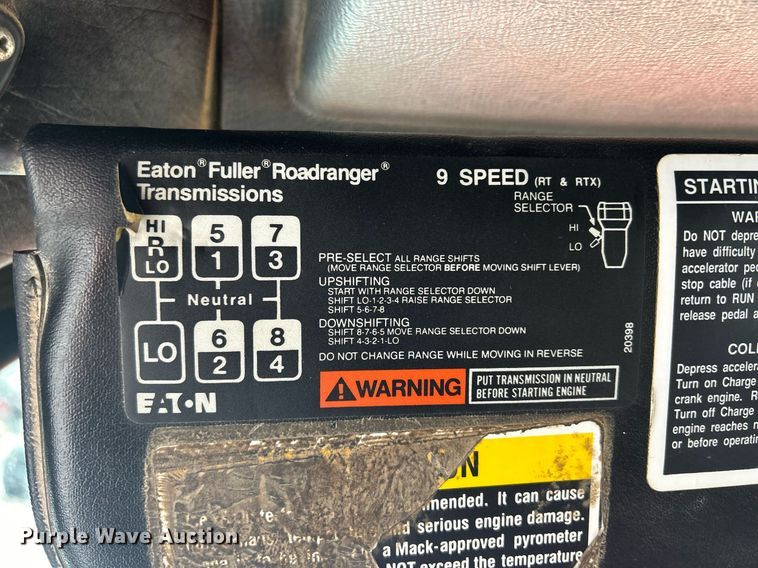 Eaton® Fuller® Roadranger®
Transmissions
9 SPEED (RT & RTX)
RANGE
SELECTOR
HI
LO
HI
R
LO
5
1
7
3
Neutral
LO
6
2
8
4
EATON
PRE-SELECT ALL RANGE SHIFTS
(MOVE RANGE SELECTOR BEFORE MOVING SHIFT LEVER)
UPSHIFTING
START WITH RANGE SELECTOR DOWN
SHIFT LO-1-2-3-4 RAISE RANGE SELECTOR
SHIFT 5-6-7-8
DOWNSHIFTING
SHIFT 8-7-6-5 MOVE RANGE SELECTOR DOWN
SHIFT 4-3-2-1-LO
DO NOT CHANGE RANGE WHILE MOVING IN REVERSE
20398
WARNING
PUT TRANSMISSION IN NEUTRAL
BEFORE STARTING ENGINE
STARTIN
WAR
Do NOT depre
have difficulty
accelerator ped
stop cable (if e
return to RUN
release pedal a
COL
Depress acceler
Turn on Charge
crank engine. R
Turn off Charge
engine reaches n
or before operatin
ON
mended. It can cause
d serious engine damage.
a Mack-approved pyrometer
NOT exceed the temperature
Purple Wave Auction